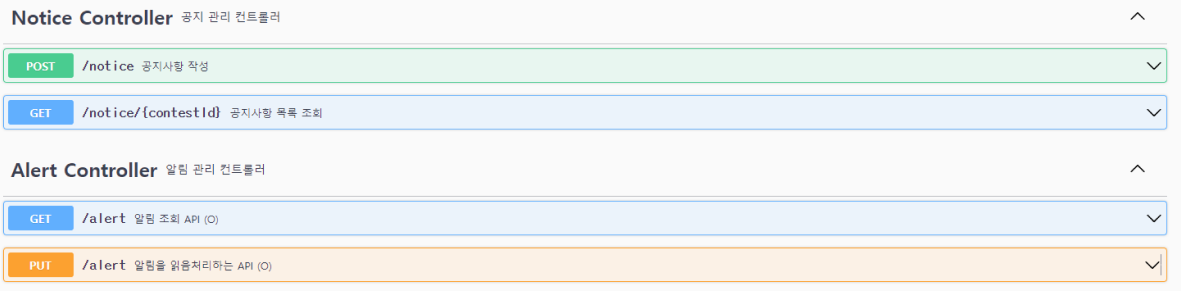 Notice Controller 공지 관리 컨트롤러
POST /notice 공지사항 작성
GET /notice/{contestId} 공지사항 목록 조회
Alert Controller 알림 관리 컨트롤러
GET /alert 알림 조회 API (O)
PUT /alert 알림을 읽음처리하는 API (O)